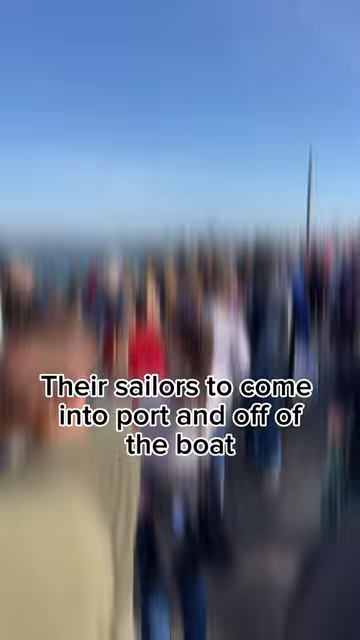 Their sailors to come
into port and off of
the boat